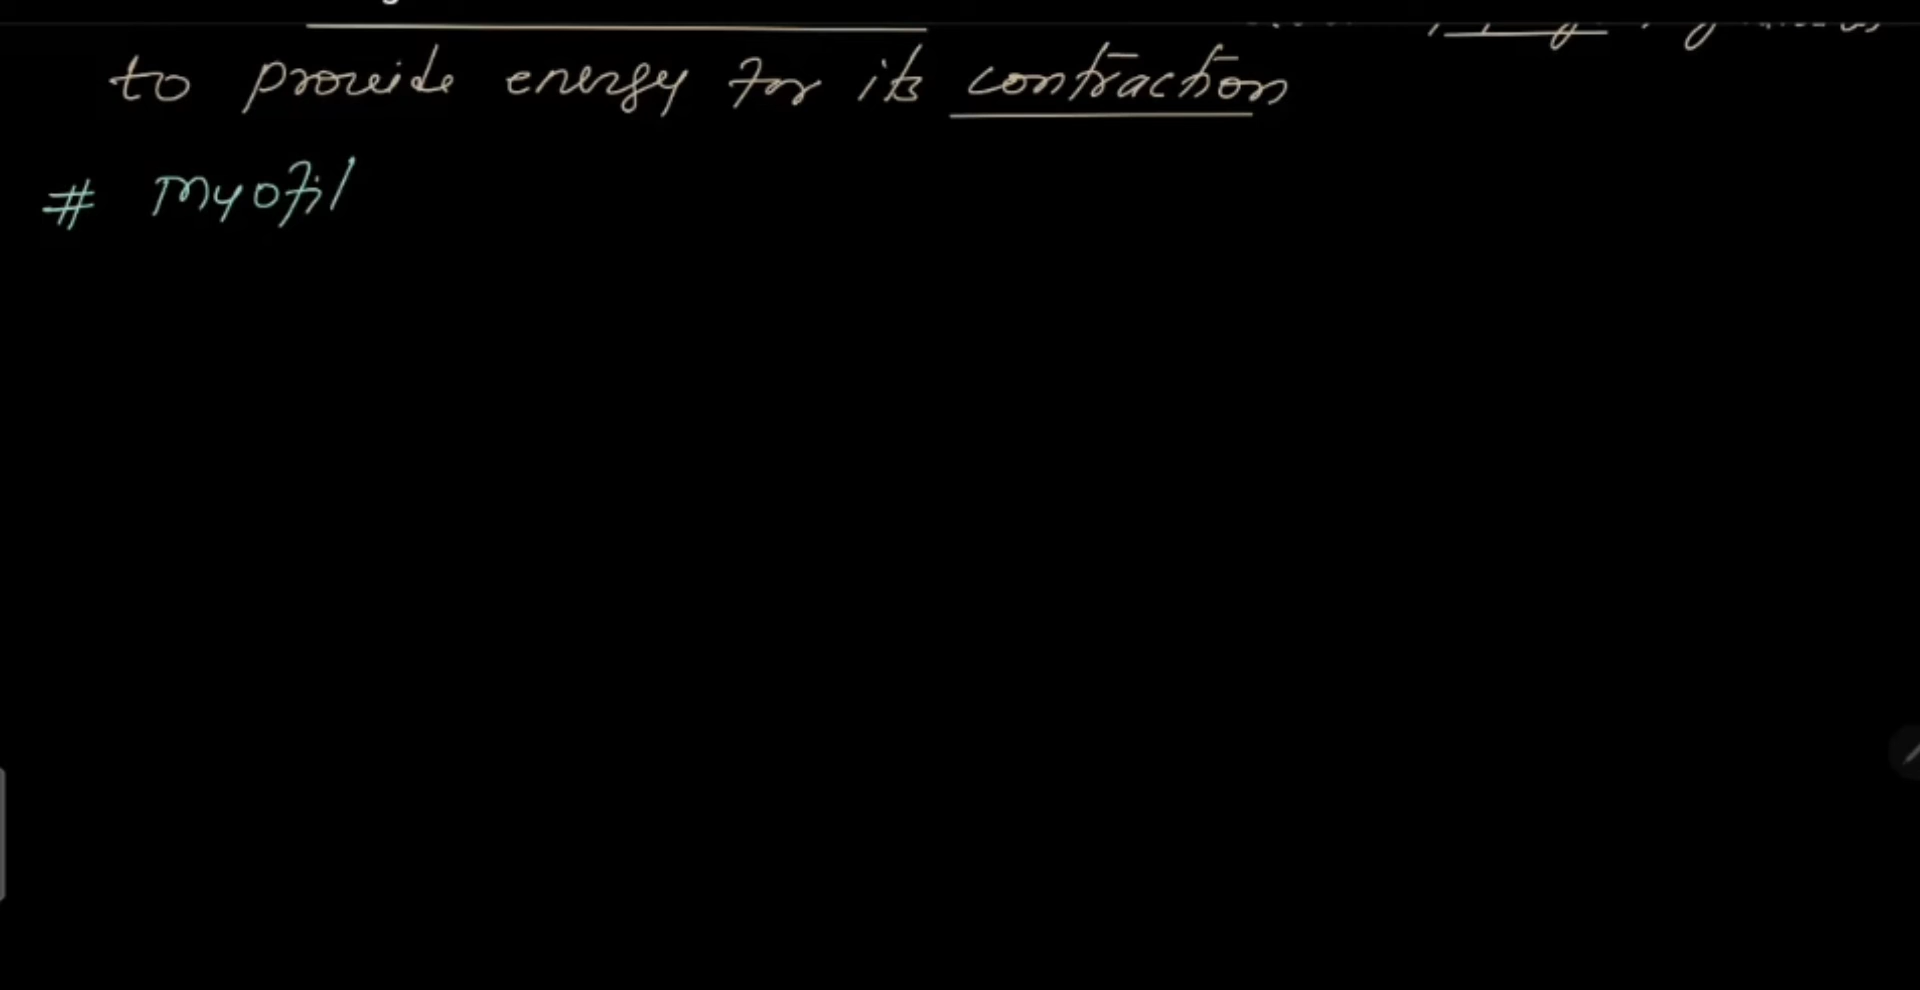 to provide energy for its contraction
# Myofil